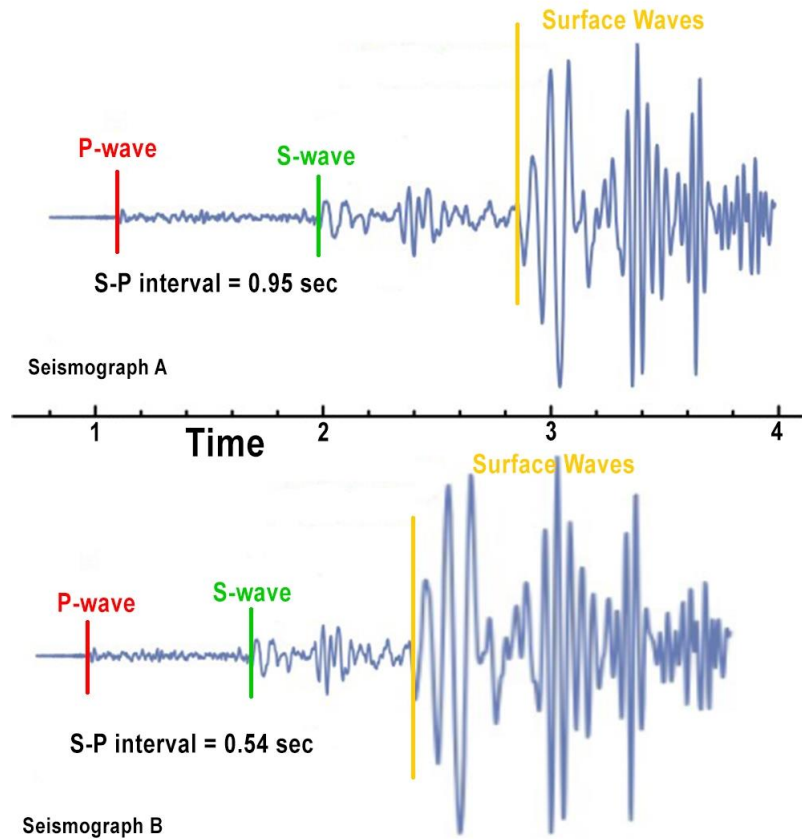 Surface Waves
P-wave
S-wave
S-P interval = 0.95 sec
Seismograph A
1
2
3
4
Time
Surface Waves
S-wave
P-wave
S-P interval = 0.54 sec
Seismograph B